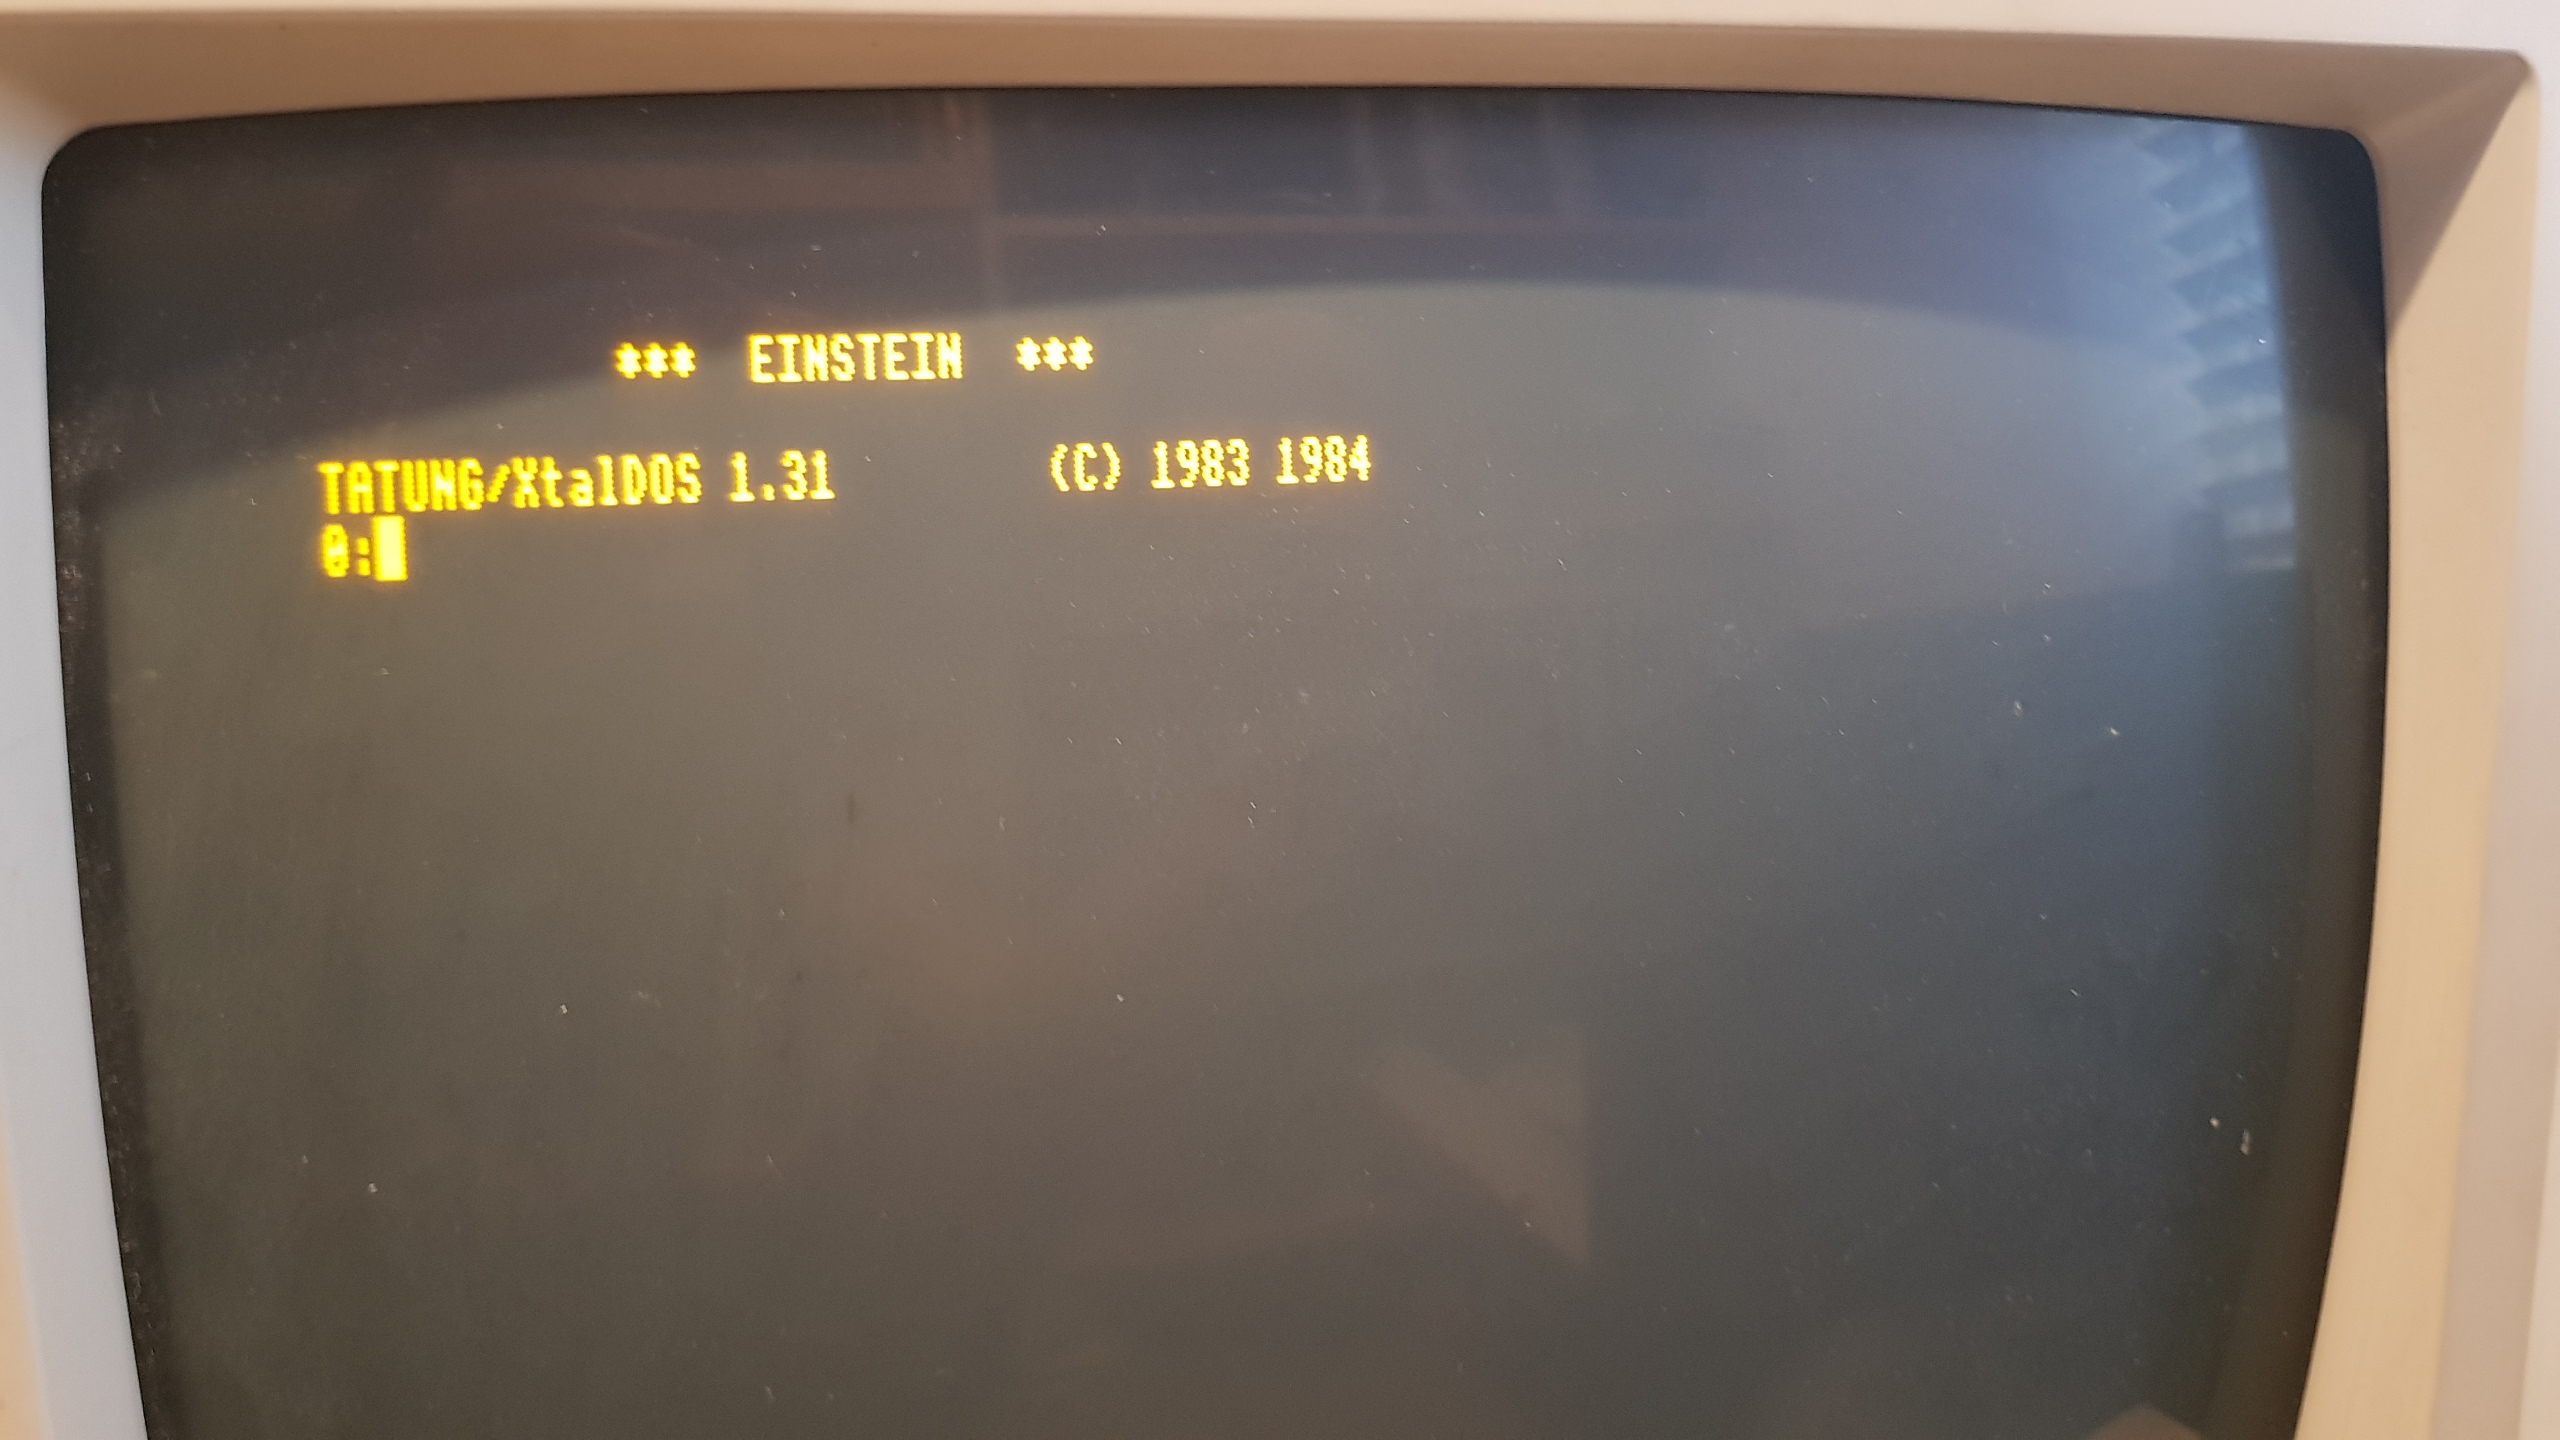 *** EINSTEIN ***
TATUNG/XtalDOS 1.31 (C) 1983 1984
0: